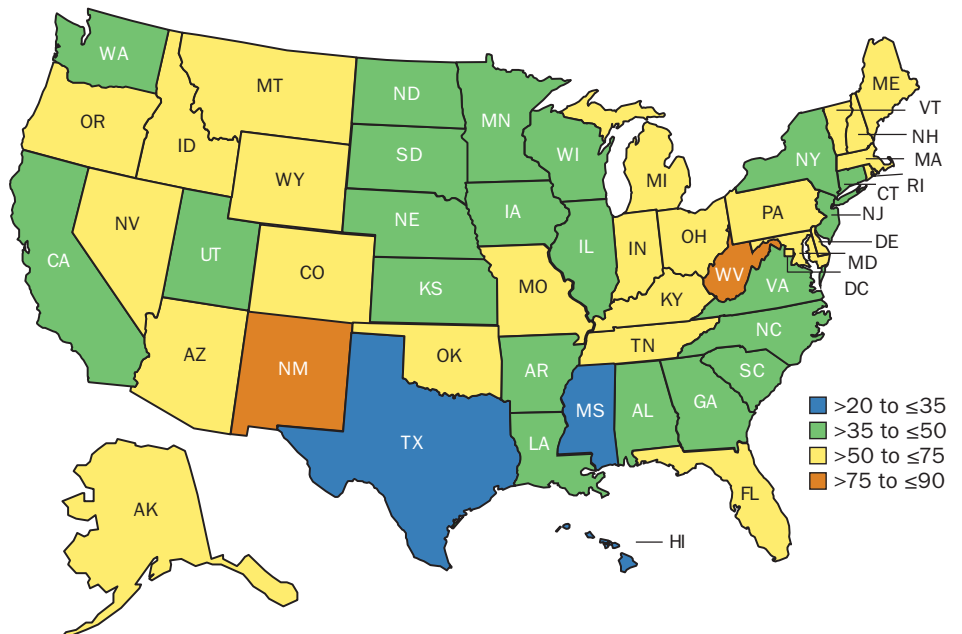 WA
MT
ND
MN
ME
VT
NH
MA
RI
CT
NJ
DE
MD
DC
OR
ID
SD
WI
NY
MI
WY
NE
IA
PA
NV
UT
CO
IL
IN
OH
WV
VA
CA
KS
MO
KY
AZ
NM
OK
AR
TN
NC
SC
TX
LA
MS
AL
GA
FL
AK
HI
>20 to ≤35
>35 to ≤50
>50 to ≤75
>75 to ≤90